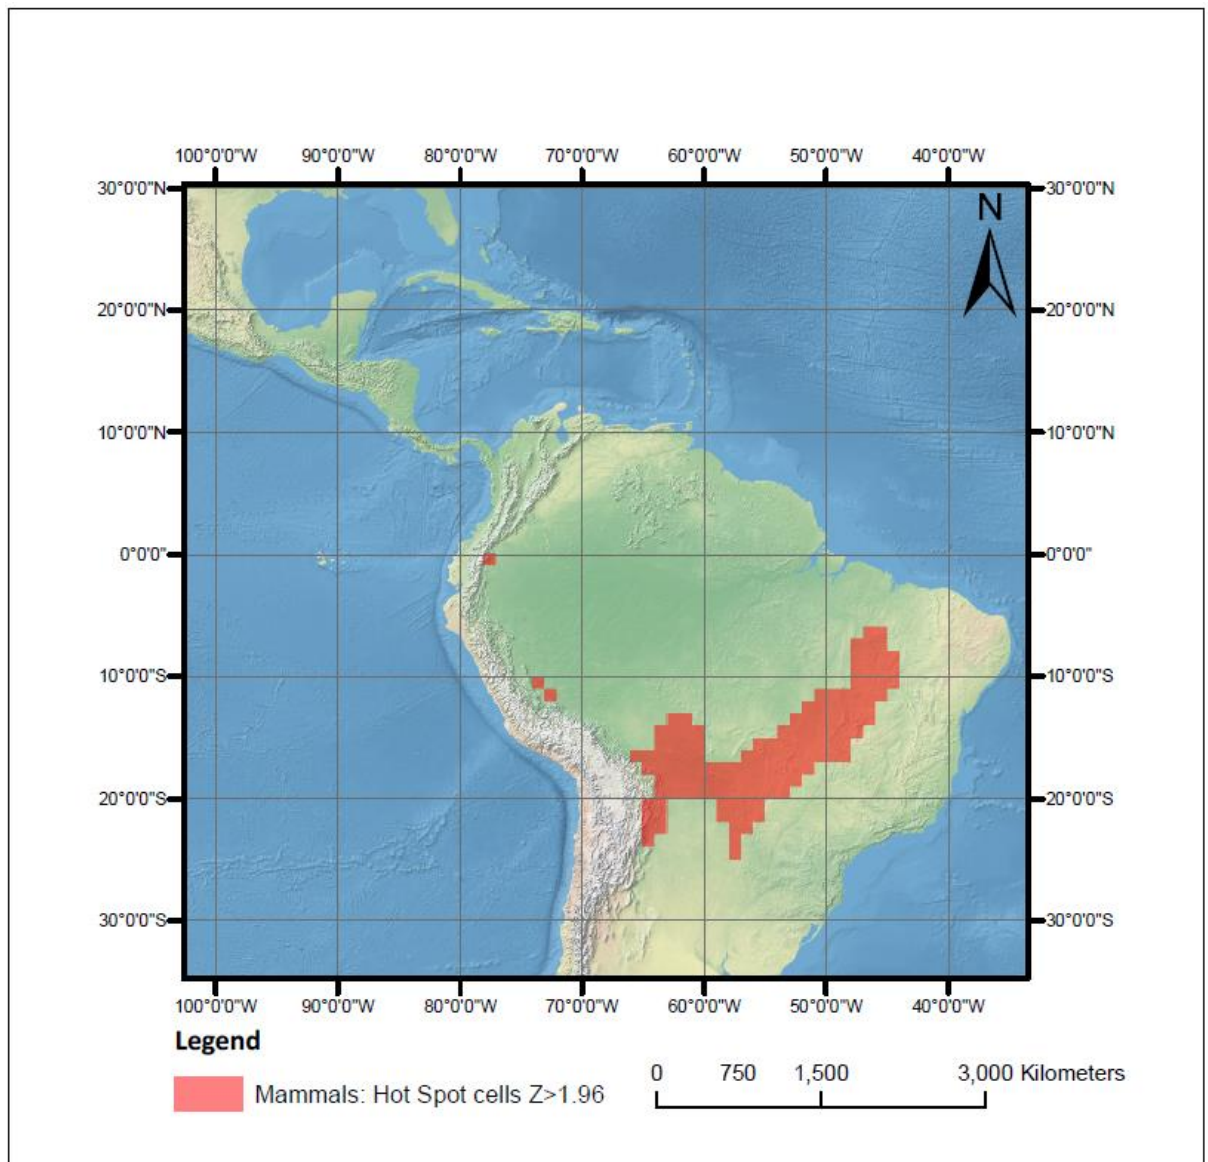 100°0'0"W 90°0'0"W 80°0'0"W 70°0'0"W 60°0'0"W 50°0'0"W 40°0'0"W
30°0'0"N 30°0'0"N
N
20°0'0"N 20°0'0"N
10°0'0"N 10°0'0"N
0°0'0" 0°0'0"
10°0'0"S 10°0'0"S
20°0'0"S 20°0'0"S
30°0'0"S 30°0'0"S
100°0'0"W 90°0'0"W 80°0'0"W 70°0'0"W 60°0'0"W 50°0'0"W 40°0'0"W
Legend
0 750 1,500 3,000 Kilometers
Mammals: Hot Spot cells Z>1.96